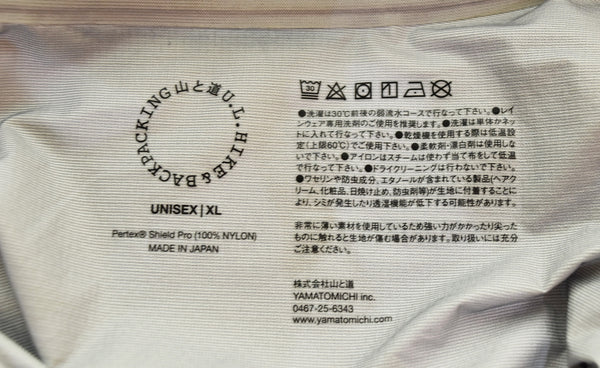 山と道 U.L. HIKE & BACKPACKING
UNISEX | XL
Pertex® Shield Pro (100% NYLON)
MADE IN JAPAN
30
●洗濯は30℃前後の弱流水コースで行なって下さい。●レイ
ンウェア専用洗剤のご使用を推奨します。●洗濯は単体かネ
ットに入れて行なって下さい。●乾燥機を使用する際は低温設
定(上限60℃)でご使用下さい。●柔軟剤·漂白剤は使用しな
いで下さい。●アイロンはスチームは使わず当て布をして低温
で行なって下さい。●ドライクリーニングは行わないで下さい。
●ワセリンや防虫成分、エタノールが含まれている製品(ヘアク
リーム、化粧品、日焼け止め、防虫剤等)が生地に付着することに
より、シミが発生したり透湿機能が低下する可能性があります。
非常に薄い素材を使用しているため強い力がかかったり尖った
ものに触れると生地が傷む場合があります。取り扱いには充分
ご注意ください。
株式会社山と道
YAMATOMICHI inc.
0467-25-6343
www.yamatomichi.com